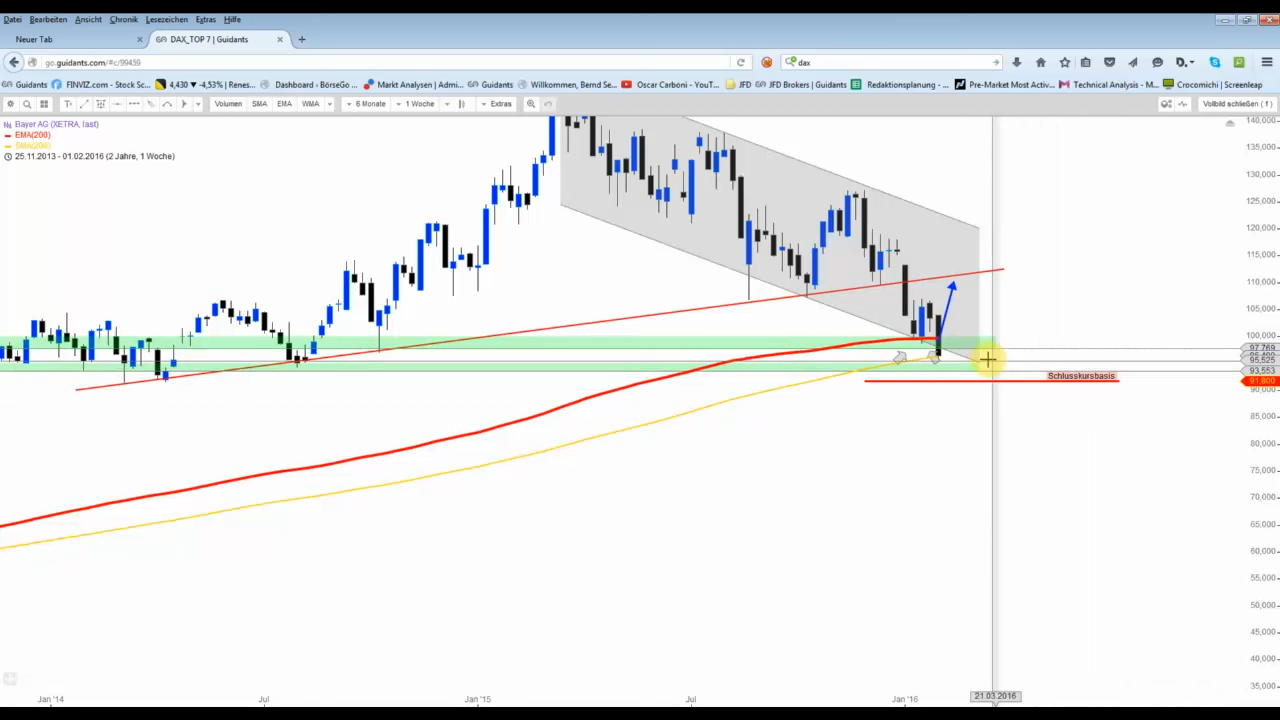 Datei Bearbeiten Ansicht Chronik Lesezeichen Extras Hilfe
Neuer Tab × DAX_TOP 7 | Guidants × +
go.guidants.com/#c/99459 dax
Guidants FINVIZ.com - Stock Sc... 4,430 ▼ -4,53% | Renes... Dashboard ‹ BörseGo ... Markt Analysen | Admi... Guidants Willkommen, Bernd Se... Oscar Carboni - YouT... JFD JFD Brokers | Guidants Redaktionsplanung - ... Pre-Market Most Activ... Technical Analysis - M... Crocomichi | Screenleap
Volumen SMA EMA WMA 6 Monate 1 Woche Extras Vollbild schließen ( f )
Bayer AG (XETRA, last)
EMA(200)
SMA(200)
25.11.2013 - 01.02.2016 (2 Jahre, 1 Woche)
140,000
135,000
130,000
125,000
120,000
115,000
110,000
105,000
100,000
97,769
95,525
93,553
Schlusskursbasis
91,800
90,000
85,000
80,000
75,000
70,000
65,000
60,000
55,000
50,000
45,000
40,000
35,000
Jan '14 Jul Jan '15 Jul Jan '16 21.03.2016